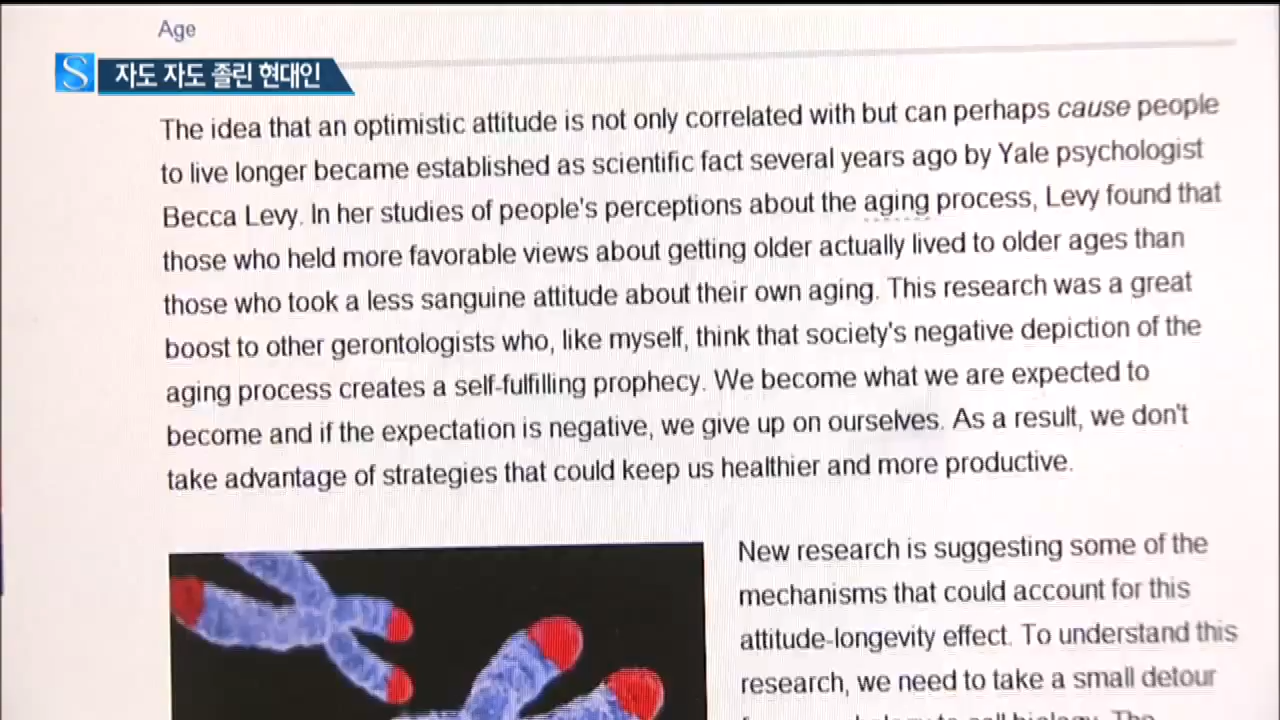 Age
S 자도 자도 졸린 현대인
The idea that an optimistic attitude is not only correlated with but can perhaps cause people
to live longer became established as scientific fact several years ago by Yale psychologist
Becca Levy. In her studies of people's perceptions about the aging process, Levy found that
those who held more favorable views about getting older actually lived to older ages than
those who took a less sanguine attitude about their own aging. This research was a great
boost to other gerontologists who, like myself, think that society's negative depiction of the
aging process creates a self-fulfilling prophecy. We become what we are expected to
become and if the expectation is negative, we give up on ourselves. As a result, we don't
take advantage of strategies that could keep us healthier and more productive.
New research is suggesting some of the
mechanisms that could account for this
attitude-longevity effect. To understand this
research, we need to take a small detour